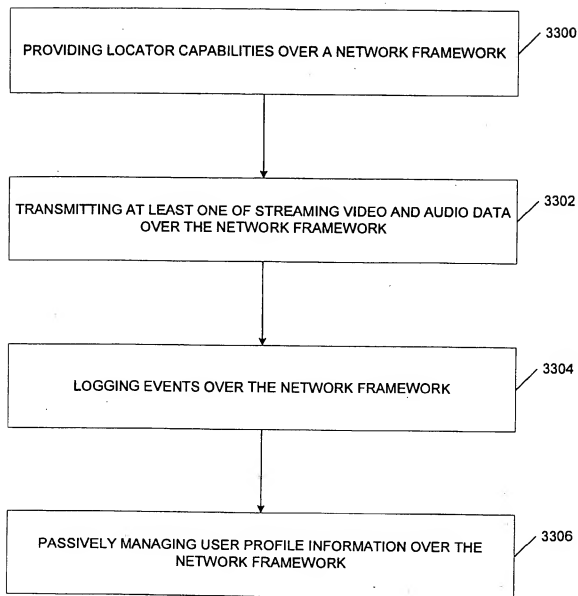 PROVIDING LOCATOR CAPABILITIES OVER A NETWORK FRAMEWORK
3300
TRANSMITTING AT LEAST ONE OF STREAMING VIDEO AND AUDIO DATA
OVER THE NETWORK FRAMEWORK
3302
LOGGING EVENTS OVER THE NETWORK FRAMEWORK
3304
PASSIVELY MANAGING USER PROFILE INFORMATION OVER THE
NETWORK FRAMEWORK
3306